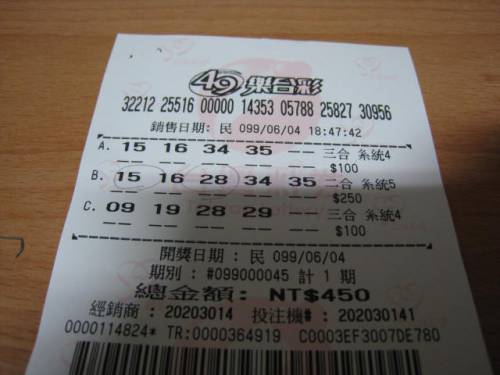 49樂合彩
32212 25516 00000 14353 05788 25827 30956
銷售日期: 民 099/06/04 18:47:42
A. 15 16 34 35 -- 三合 系統4
-- -- -- -- -- $100
B. 15 16 28 34 35 二合 系統5
-- -- -- -- -- $250
C. 09 19 28 29 -- 三合 系統4
-- -- -- -- -- $100
開獎日期 : 民 099/06/04
期別 : #099000045 計 1 期
總金額: NT$450
經銷商 : 20203014 投注機# : 202030141
0000114824* TR:0000364919 C0003EF3007DE780